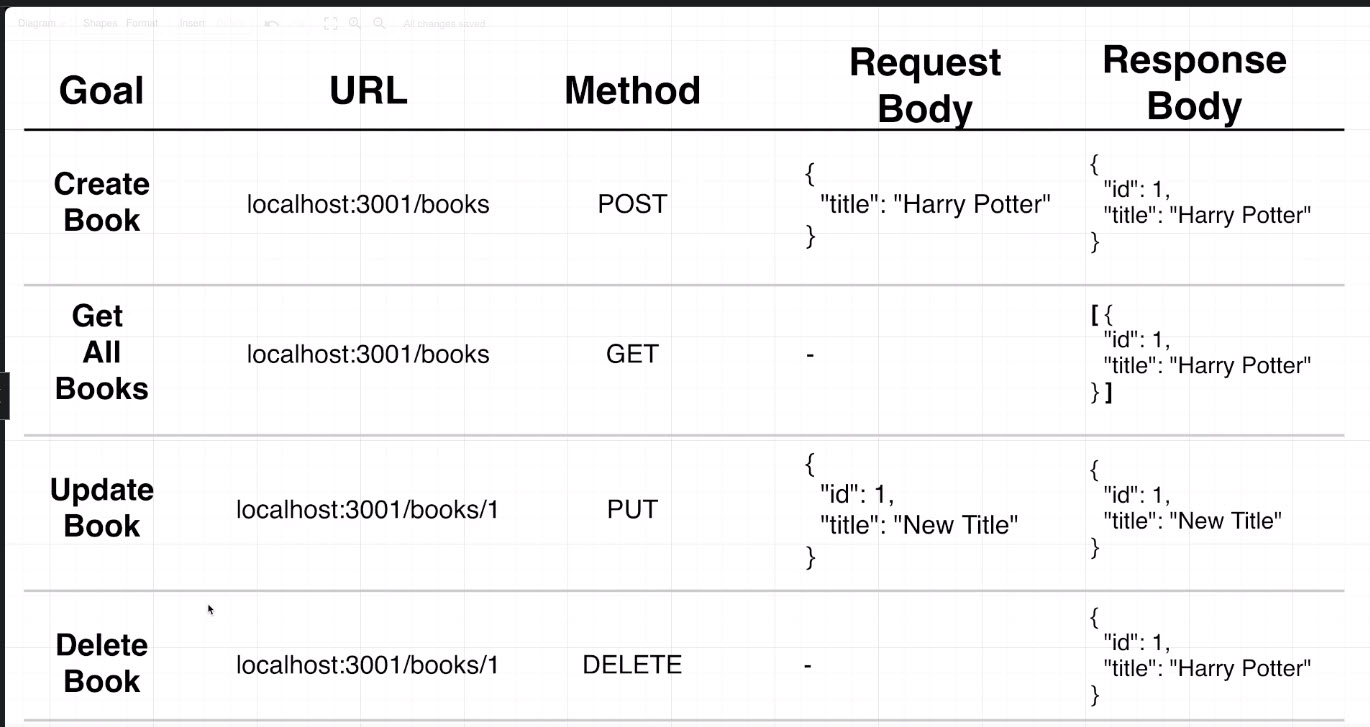 Diagram Shapes Format Insert All changes saved
Goal URL Method Request Body Response Body
Create Book localhost:3001/books POST
{
"title": "Harry Potter"
}
{
"id": 1,
"title": "Harry Potter"
}
Get All Books localhost:3001/books GET -
[ {
"id": 1,
"title": "Harry Potter"
} ]
Update Book localhost:3001/books/1 PUT
{
"id": 1,
"title": "New Title"
}
{
"id": 1,
"title": "New Title"
}
Delete Book localhost:3001/books/1 DELETE -
{
"id": 1,
"title": "Harry Potter"
}